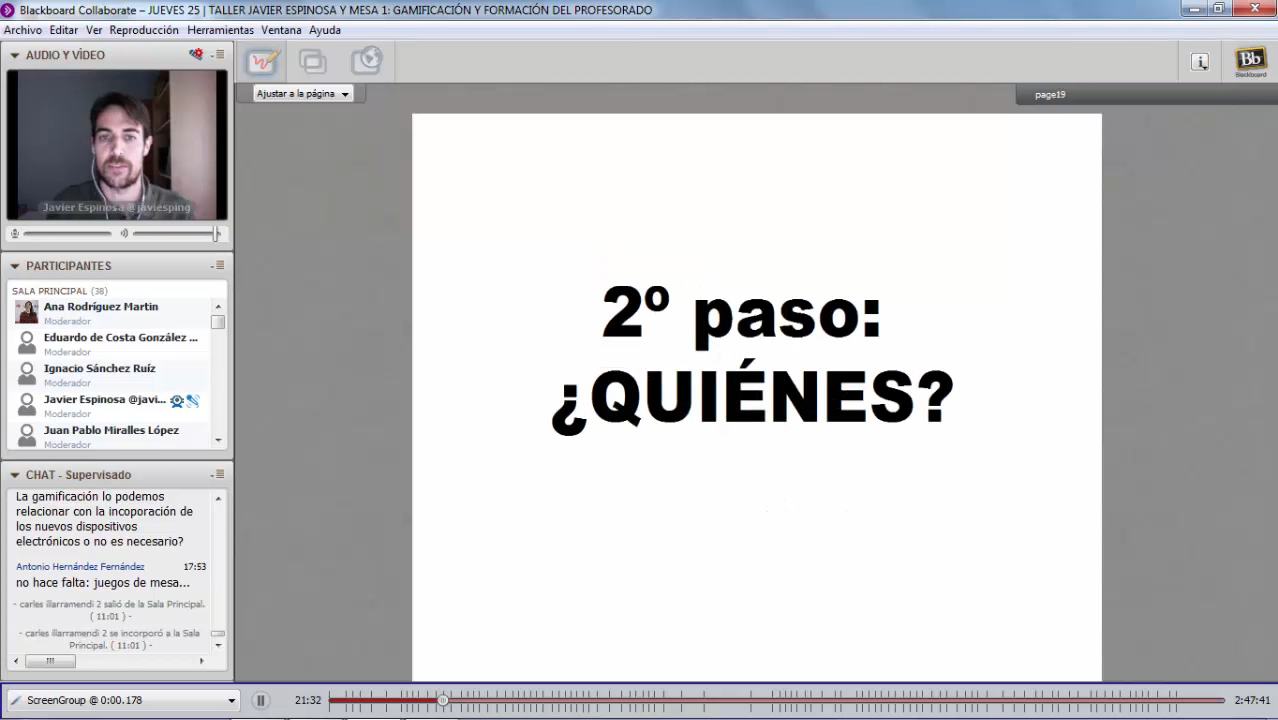 Blackboard Collaborate – JUEVES 25 | TALLER JAVIER ESPINOSA Y MESA 1: GAMIFICACIÓN Y FORMACIÓN DEL PROFESORADO
Archivo Editar Ver Reproducción Herramientas Ventana Ayuda
AUDIO Y VÌDEO
Javier Espinosa @javiesping
Ajustar a la página
page19
i
Bb
Blackboard
PARTICIPANTES
SALA PRINCIPAL (38)
Ana Rodríguez Martin
Moderador
Eduardo de Costa González ...
Moderador
Ignacio Sánchez Ruíz
Moderador
Javier Espinosa @javi...
Moderador
Juan Pablo Miralles López
Moderador
CHAT - Supervisado
La gamificación lo podemos
relacionar con la incoporación de
los nuevos dispositivos
electrónicos o no es necesario?
Antonio Hernández Fernández 17:53
no hace falta: juegos de mesa...
- carles illarramendi 2 salió de la Sala Principal.
( 11:01 ) -
- carles illarramendi 2 se incorporó a la Sala
Principal. ( 11:01 ) -
2º paso:
¿QUIÉNES?
ScreenGroup @ 0:00.178
21:32
2:47:41